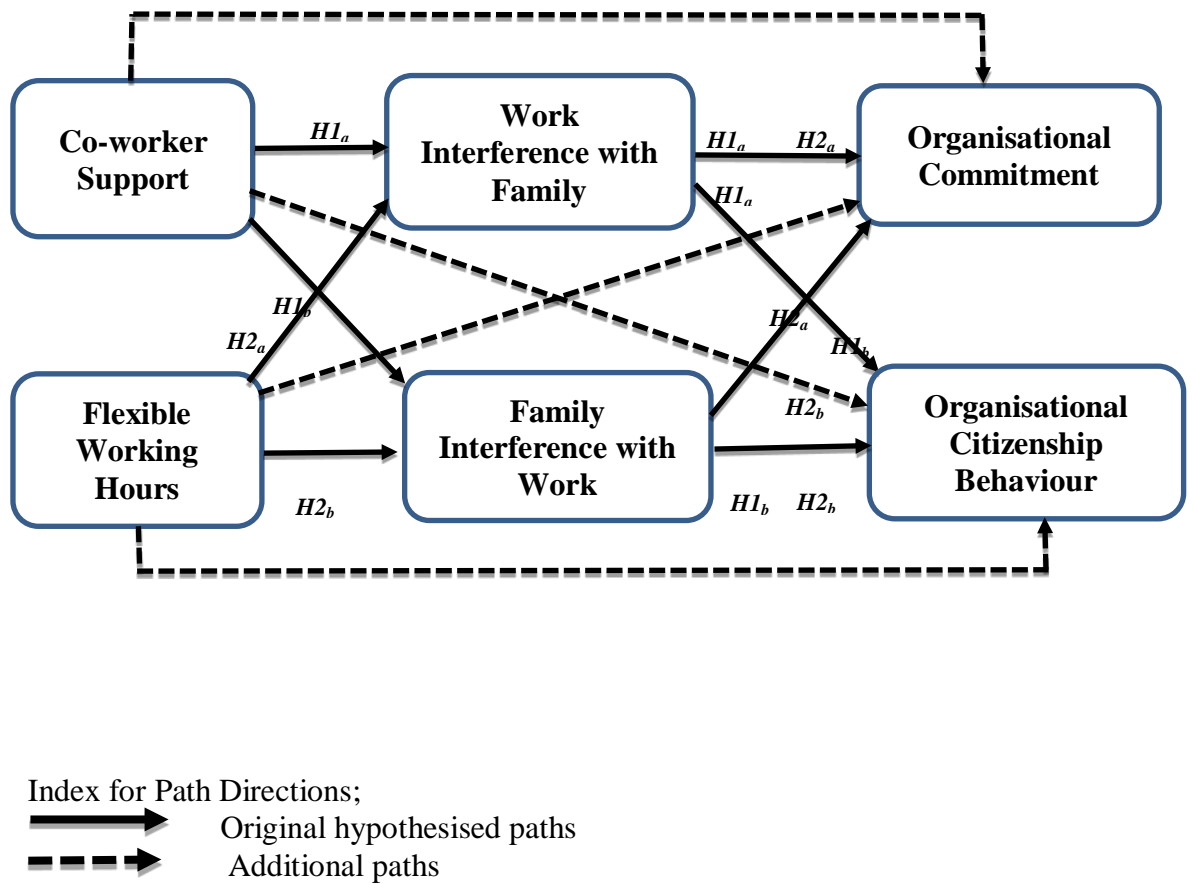 Co-worker
Support
H1a
Work
Interference with
Family
H1a
H2a
H1a
Organisational
Commitment
H1b
H2a
H2a
H1b
Flexible
Working
Hours
H2b
Family
Interference with
Work
H2b
H1b
H2b
Organisational
Citizenship
Behaviour
Index for Path Directions;
Original hypothesised paths
Additional paths